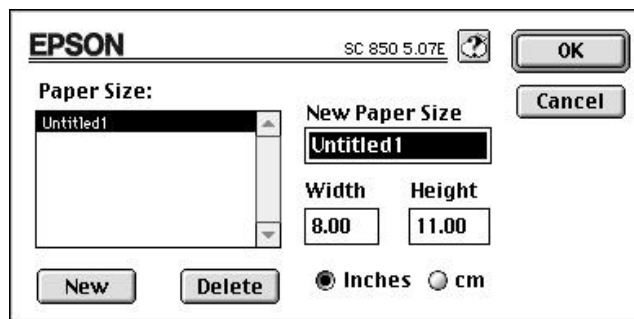 EPSON SC 850 5.07E
OK
Paper Size:
Untitled1
New Paper Size
Untitled1
Cancel
Width Height
8.00 11.00
New Delete
Inches cm